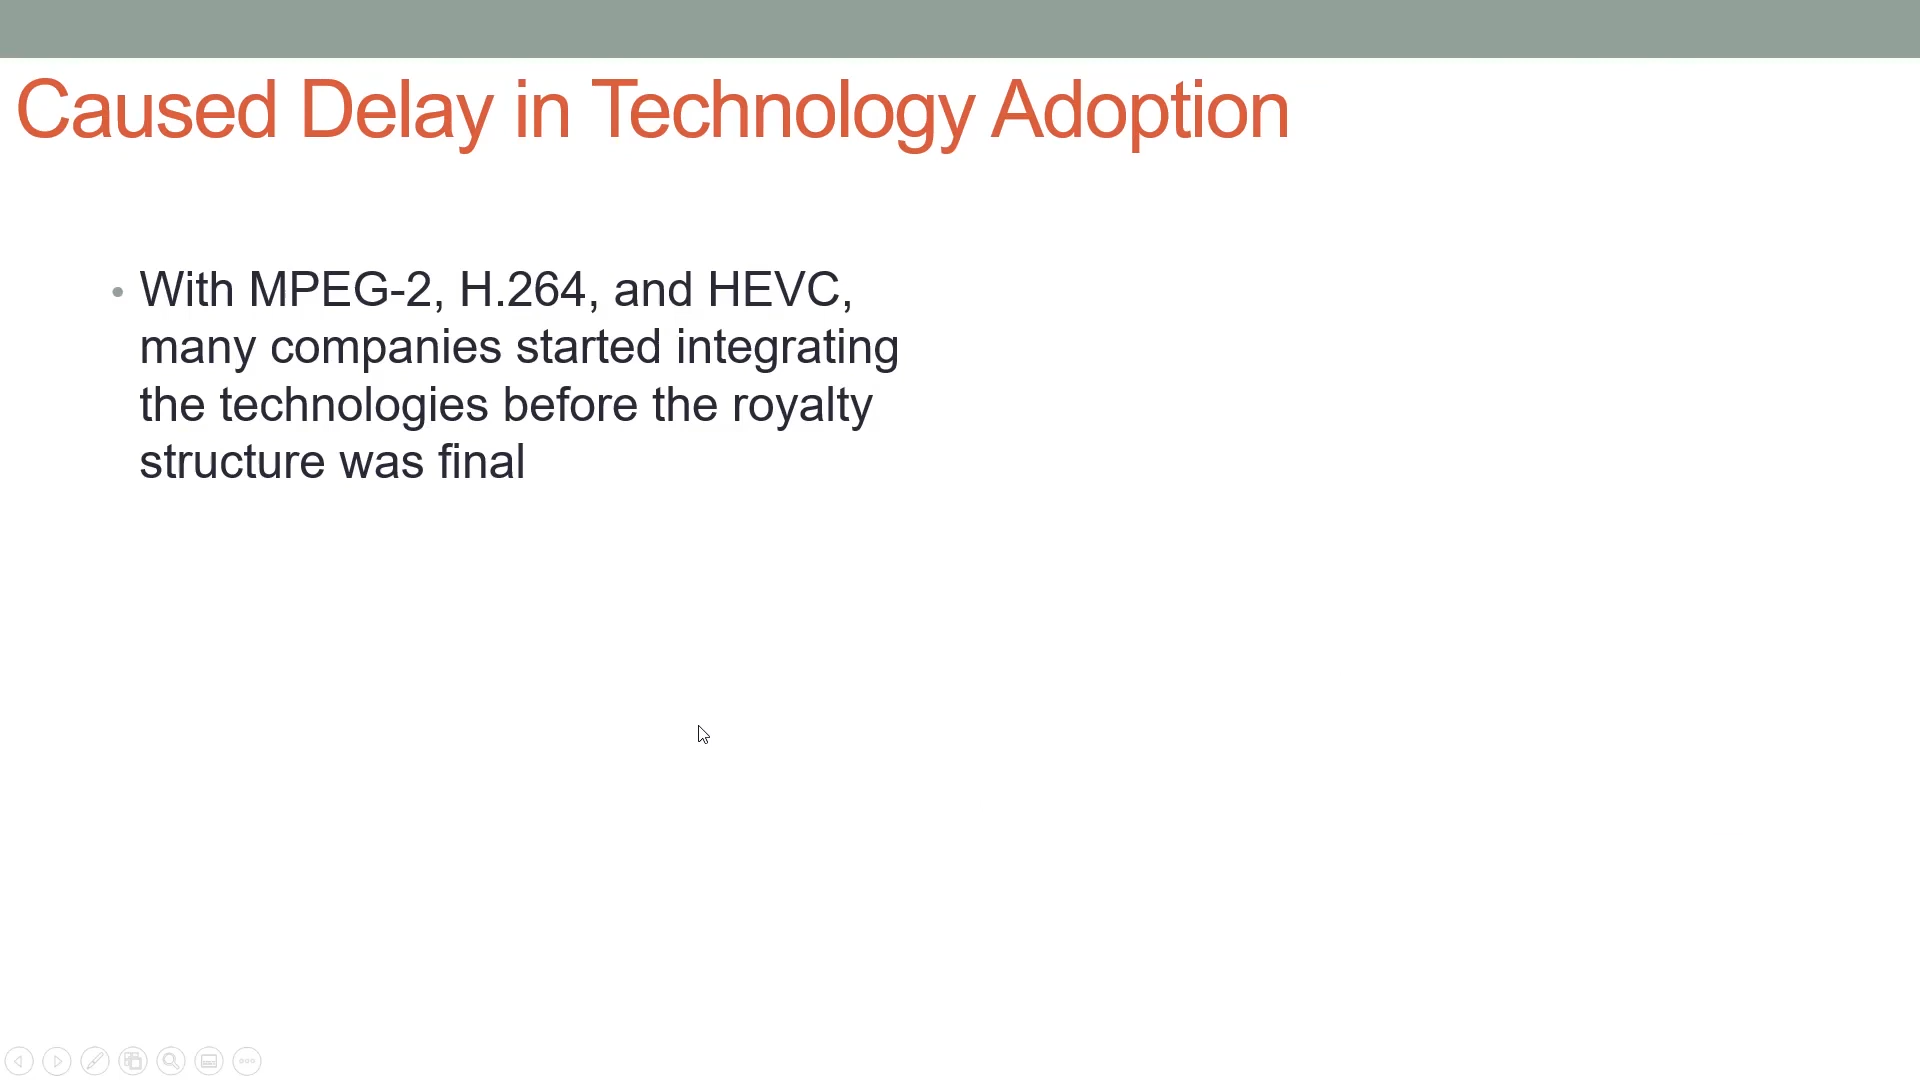 Caused Delay in Technology Adoption
• With MPEG-2, H.264, and HEVC,
many companies started integrating
the technologies before the royalty
structure was final